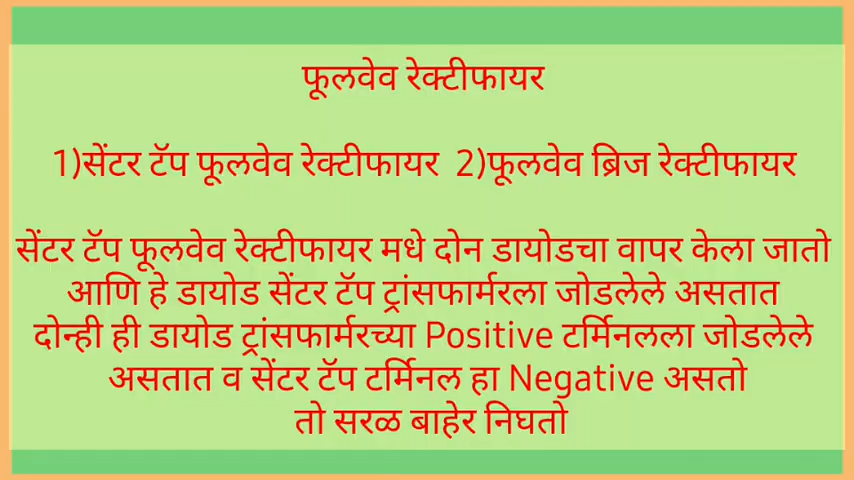 फूलवेव रेक्टीफायर
1)सेंटर टॅप फूलवेव रेक्टीफायर 2)फूलवेव ब्रिज रेक्टीफायर
सेंटर टॅप फूलवेव रेक्टीफायर मधे दोन डायोडचा वापर केला जातो
आणि हे डायोड सेंटर टॅप ट्रांसफार्मरला जोडलेले असतात
दोन्ही ही डायोड ट्रांसफार्मरच्या Positive टर्मिनलला जोडलेले
असतात व सेंटर टॅप टर्मिनल हा Negative असतो
तो सरळ बाहेर निघतो